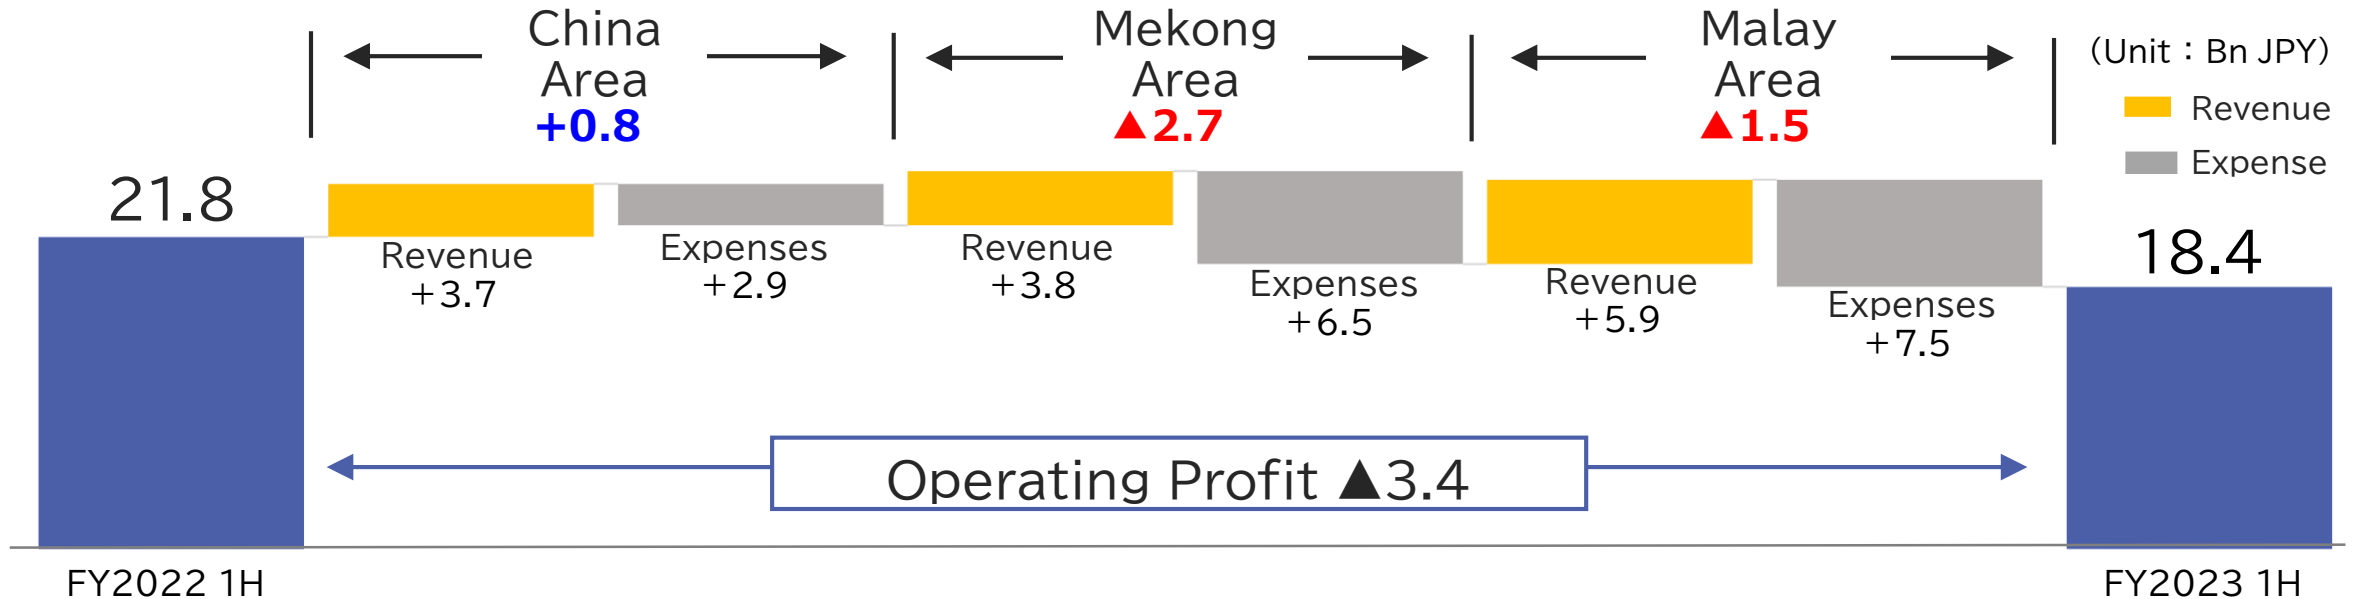 China
Area
+0.8
Mekong
Area
▲2.7
Malay
Area
▲1.5
(Unit：Bn JPY)
Revenue
Expense
21.8
Revenue
+3.7
Expenses
+2.9
Revenue
+3.8
Expenses
+6.5
Revenue
+5.9
Expenses
+7.5
18.4
Operating Profit ▲3.4
FY2022 1H
FY2023 1H